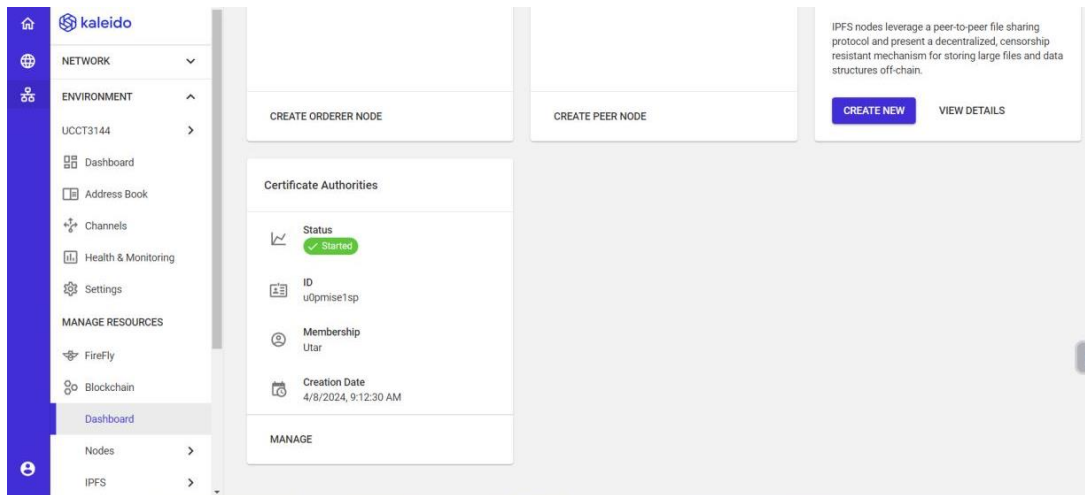 kaleido
NETWORK
ENVIRONMENT
UCCT3144
Dashboard
Address Book
Channels
Health & Monitoring
Settings
MANAGE RESOURCES
FireFly
Blockchain
Dashboard
Nodes
IPFS
CREATE ORDERER NODE
CREATE PEER NODE
IPFS nodes leverage a peer-to-peer file sharing
protocol and present a decentralized, censorship
resistant mechanism for storing large files and data
structures off-chain.
CREATE NEW
VIEW DETAILS
Certificate Authorities
Status
Started
ID
u0pmise1sp
Membership
Utar
Creation Date
4/8/2024, 9:12:30 AM
MANAGE